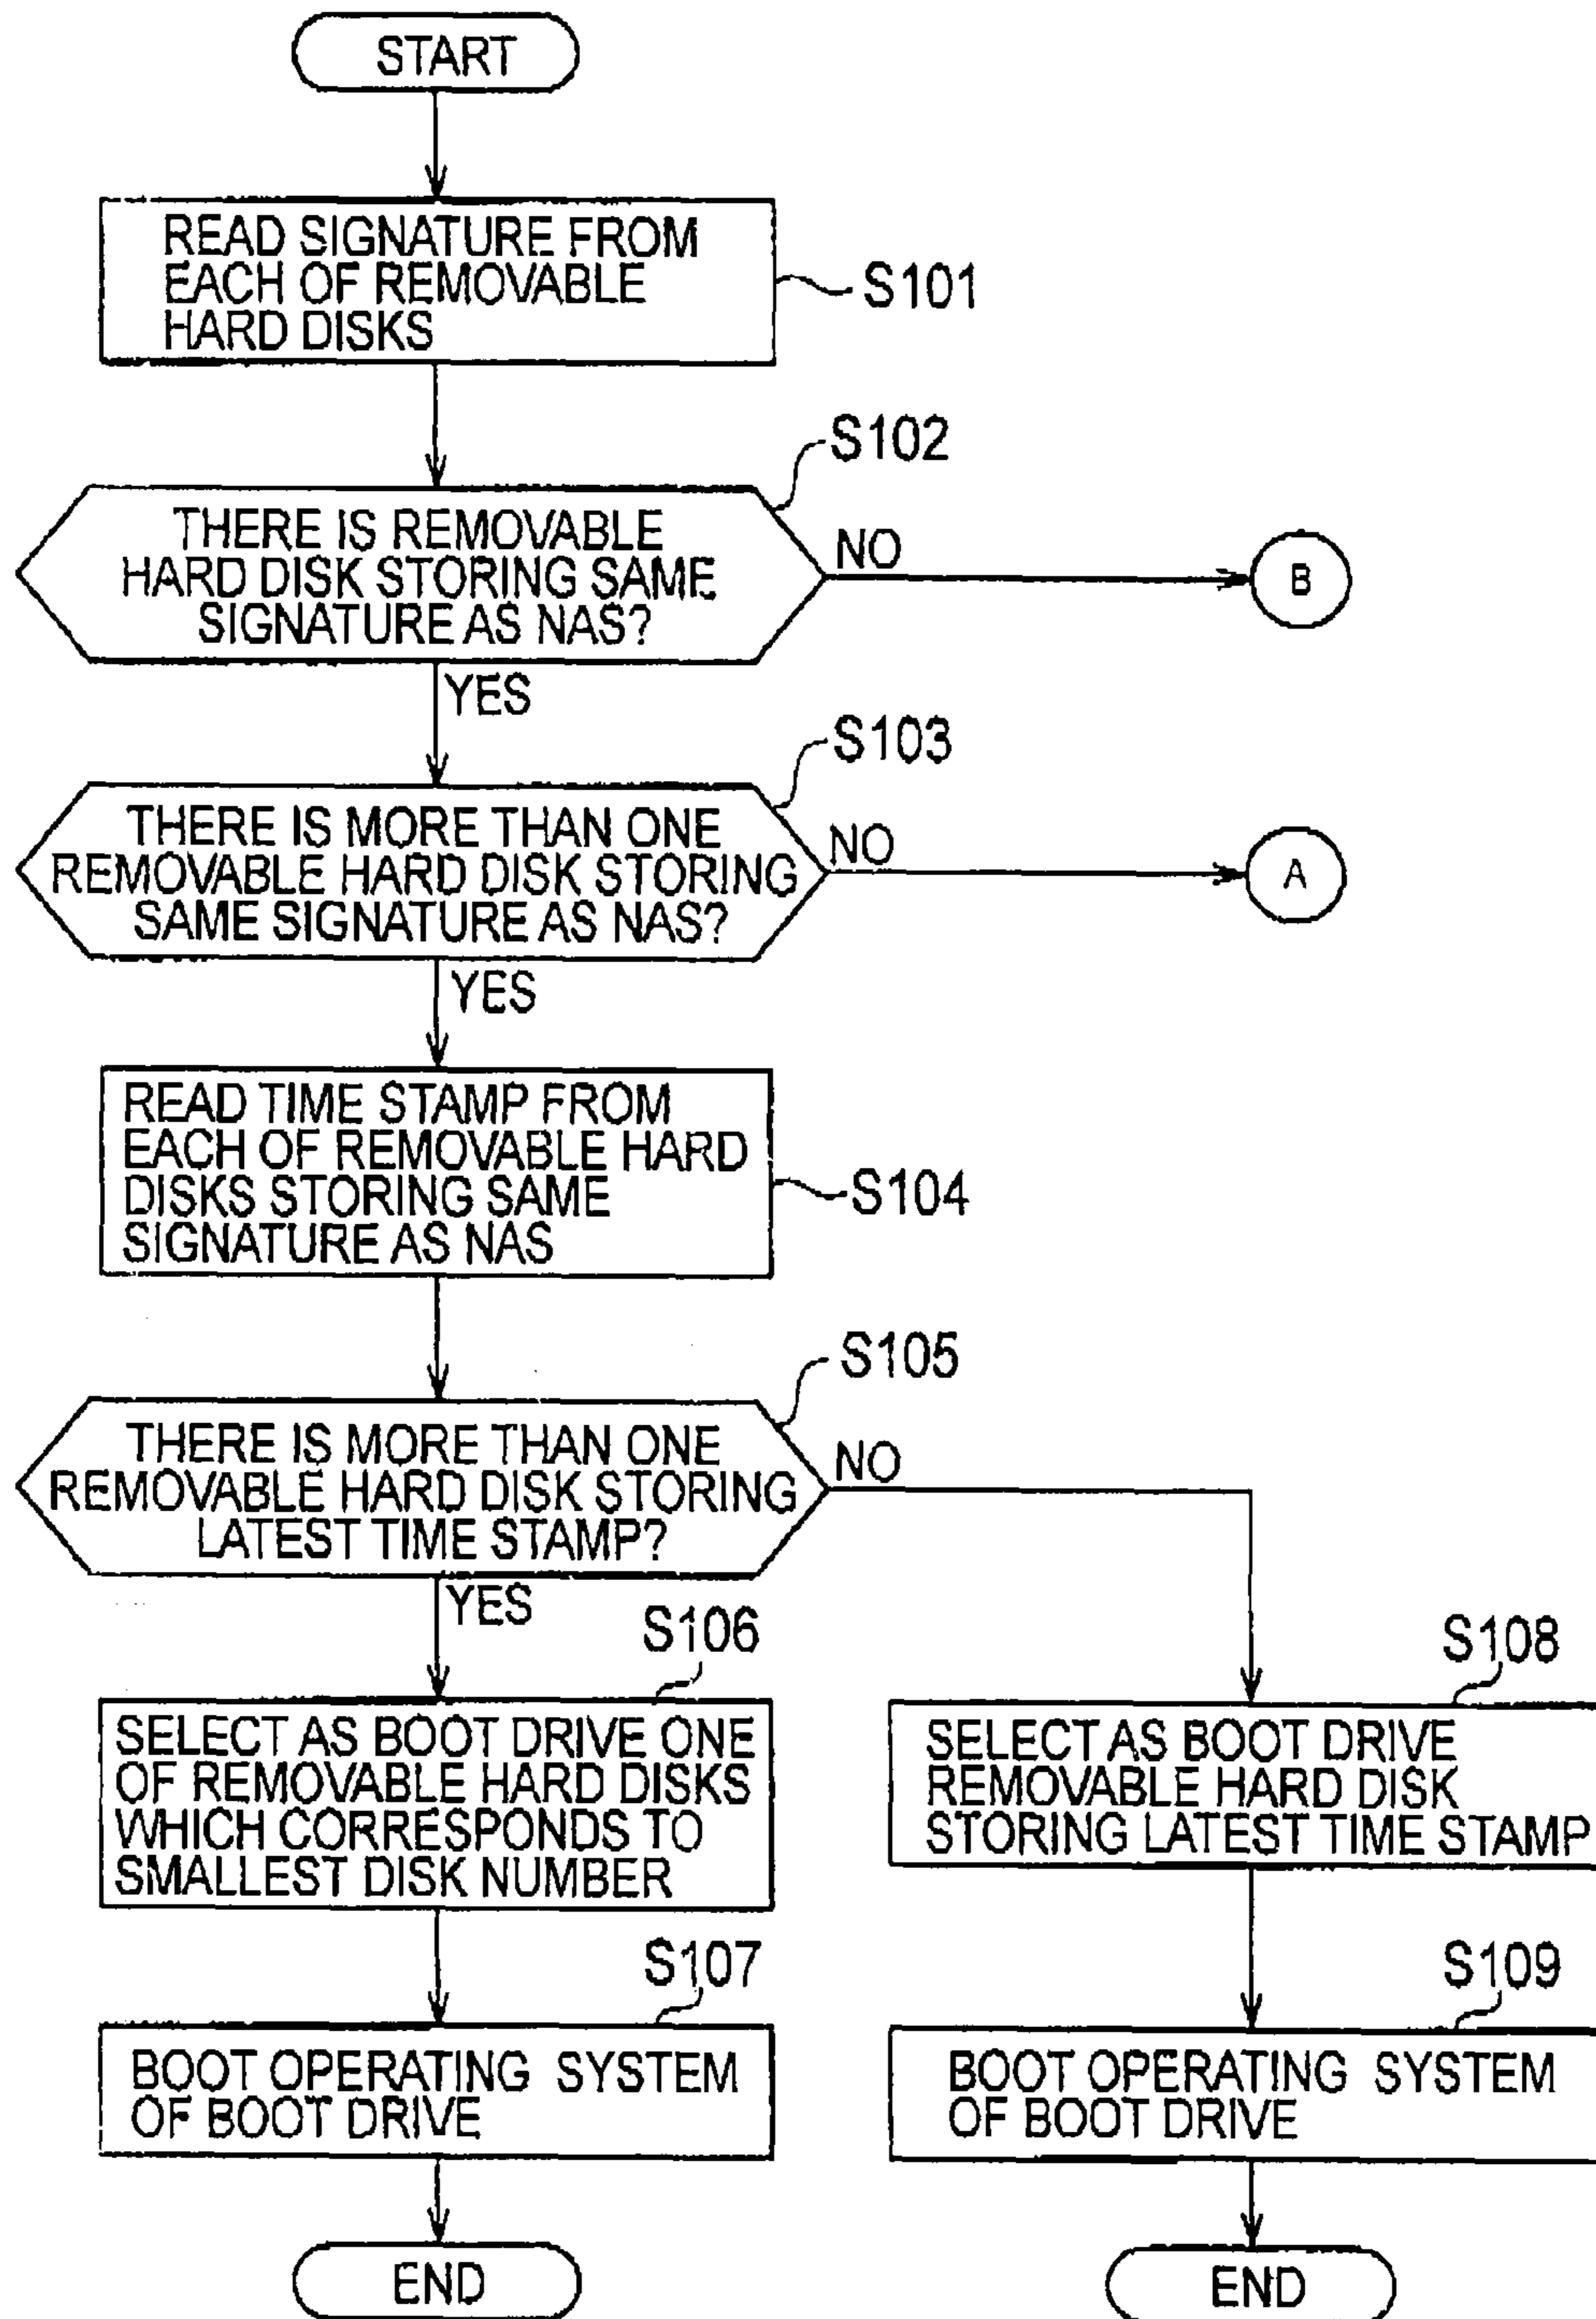 START
READ SIGNATURE FROM
EACH OF REMOVABLE
HARD DISKS
S101
S102
THERE IS REMOVABLE
HARD DISK STORING SAME
SIGNATURE AS NAS?
NO
B
YES
S103
THERE IS MORE THAN ONE
REMOVABLE HARD DISK STORING
SAME SIGNATURE AS NAS?
NO
A
YES
READ TIME STAMP FROM
EACH OF REMOVABLE HARD
DISKS STORING SAME
SIGNATURE AS NAS
S104
S105
THERE IS MORE THAN ONE
REMOVABLE HARD DISK STORING
LATEST TIME STAMP?
NO
YES
S106
SELECT AS BOOT DRIVE ONE
OF REMOVABLE HARD DISKS
WHICH CORRESPONDS TO
SMALLEST DISK NUMBER
S108
SELECT AS BOOT DRIVE
REMOVABLE HARD DISK
STORING LATEST TIME STAMP
S107
BOOT OPERATING SYSTEM
OF BOOT DRIVE
S109
BOOT OPERATING SYSTEM
OF BOOT DRIVE
END
END